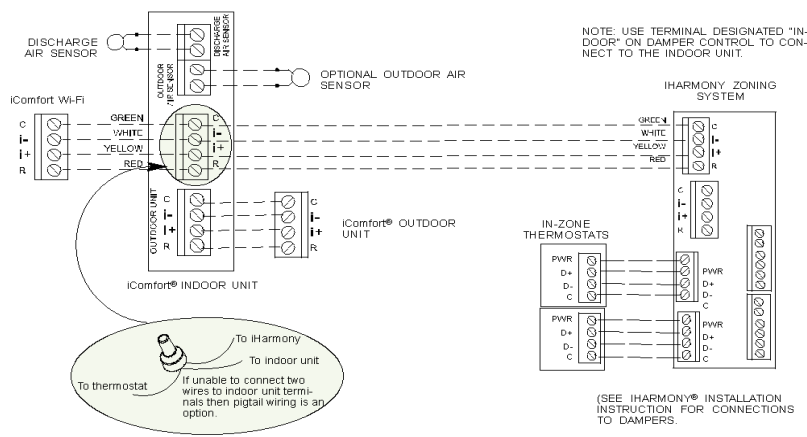 NOTE: USE TERMINAL DESIGNATED "IN-
DOOR" ON DAMPER CONTROL TO CON-
NECT TO THE INDOOR UNIT.
DISCHARGE
AIR SENSOR
DISCHARGE
AIR SENSOR
OUTDOOR
AIR SENSOR
OPTIONAL OUTDOOR AIR
SENSOR
IHARMONY ZONING
SYSTEM
iComfort Wi-Fi
C
i-
i+
R
GREEN
WHITE
YELLOW
RED
C
i-
i+
R
GREEN
WHITE
YELLOW
RED
C
I-
I+
R
OUTDOOR UNIT
C
i-
I+
R
C
i-
i+
R
iComfort® OUTDOOR
UNIT
C
i-
i+
R
iComfort® INDOOR UNIT
IN-ZONE
THERMOSTATS
PWR
D+
D-
C
PWR
D+
D-
C
PWR
D+
D-
C
PWR
D+
D-
C
To iHarmony
To indoor unit
To thermostat
If unable to connect two
wires to indoor unit termi-
nals then pigtail wiring is an
option.
(SEE IHARMONY® INSTALLATION
INSTRUCTION FOR CONNECTIONS
TO DAMPERS.